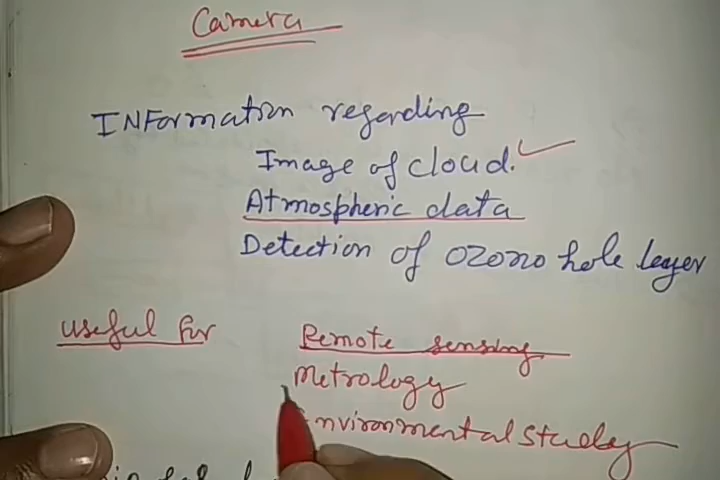 Camera
Information regarding
Image of cloud.
Atmospheric data
Detection of ozono hole layer
useful for Remote sensing
Metrology
Environmental study